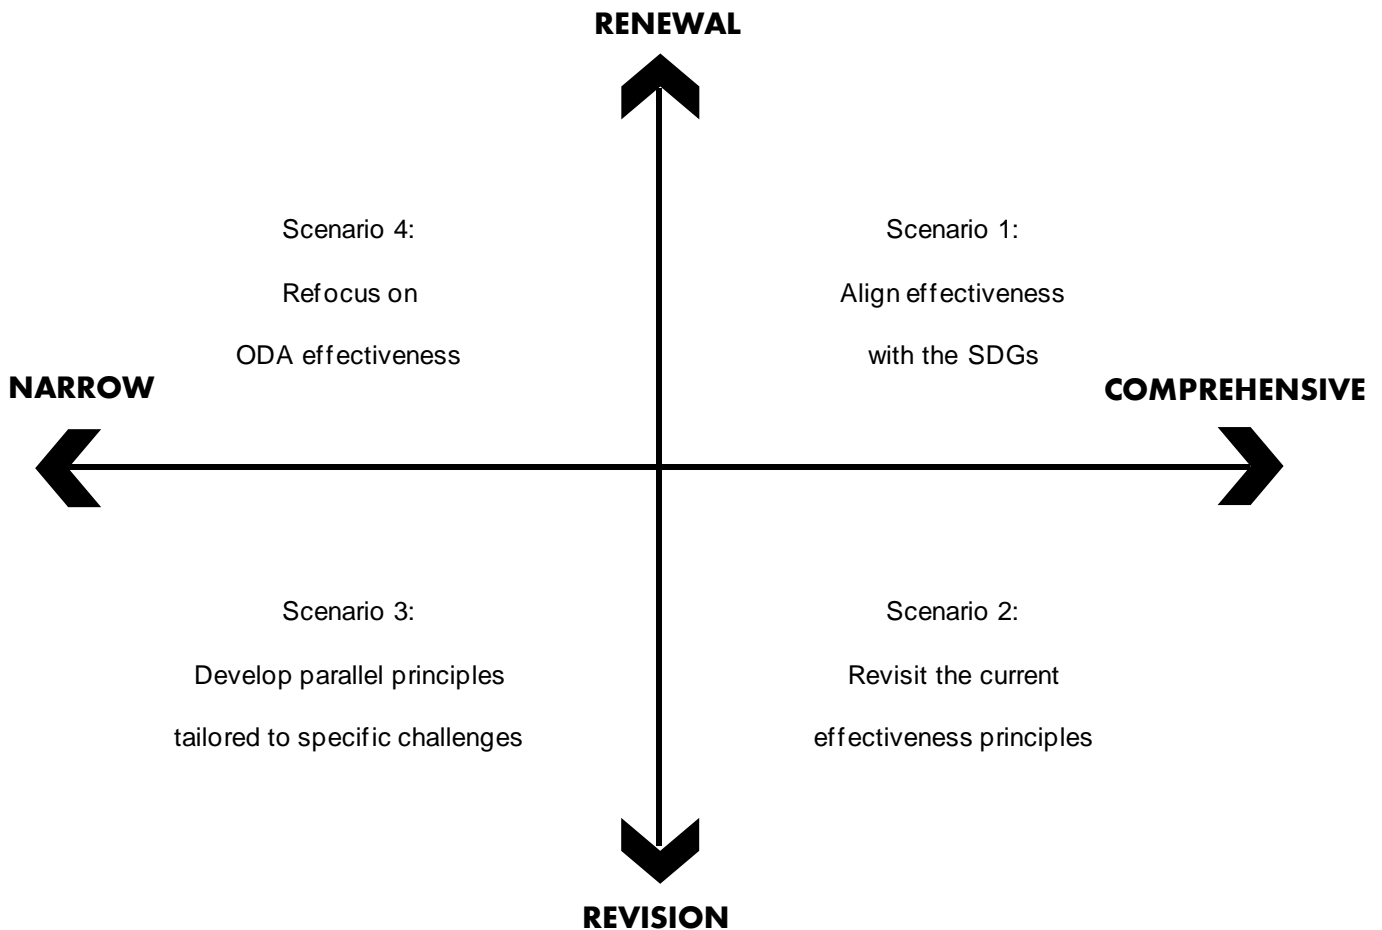 RENEWAL
Scenario 4:
Refocus on
ODA effectiveness
Scenario 1:
Align effectiveness
with the SDGs
NARROW
COMPREHENSIVE
Scenario 3:
Develop parallel principles
tailored to specific challenges
Scenario 2:
Revisit the current
effectiveness principles
REVISION